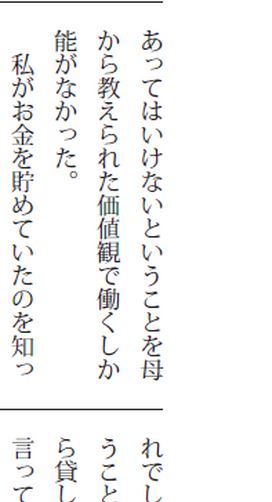 あってはいけないということを母
から教えられた価値観で働くしか
能がなかった。
私がお金を貯めていたのを知っ
れでし
うこと
ら貸し
言って